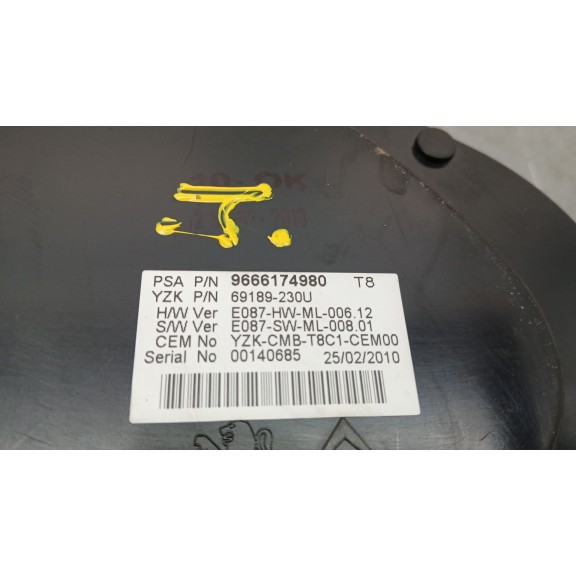 PSA P/N 9666174980 T8
YZK P/N 69189-230U
H/W Ver E087-HW-ML-006.12
S/W Ver E087-SW-ML-008.01
CEM No YZK-CMB-T8C1-CEM00
Serial No 00140685 25/02/2010